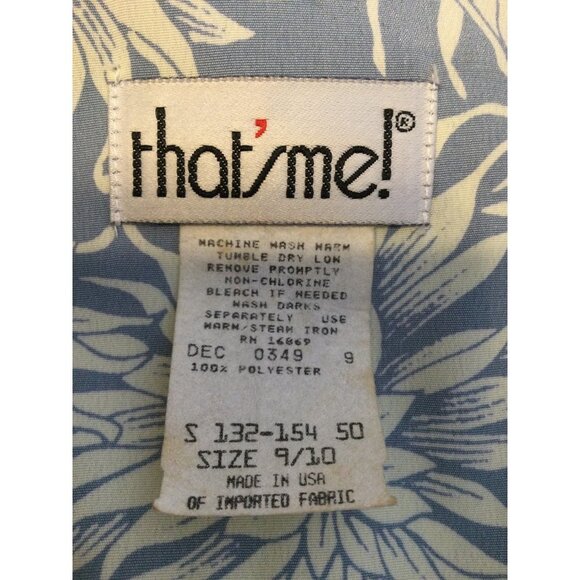 that'sme!®
MACHINE WASH WARM
TUMBLE DRY LOW
REMOVE PROMPTLY
NON-CHLORINE
BLEACH IF NEEDED
WASH DARKS
SEPARATELY USE
WARM/STEAM IRON
RN 16069
DEC 0349 9
100% POLYESTER
S 132-154 50
SIZE 9/10
MADE IN USA
OF IMPORTED FABRIC